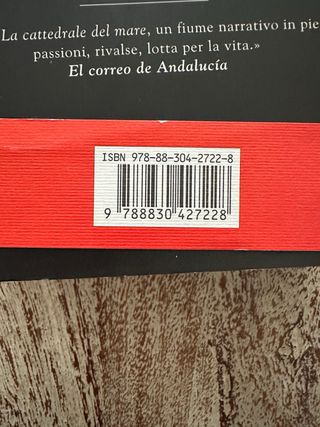 La cattedrale del mare, un fiume narrativo in pie
passioni, rivalse, lotta per la vita.»
El correo de Andalucía
ISBN 978-88-304-2722-8
9 788830 427228